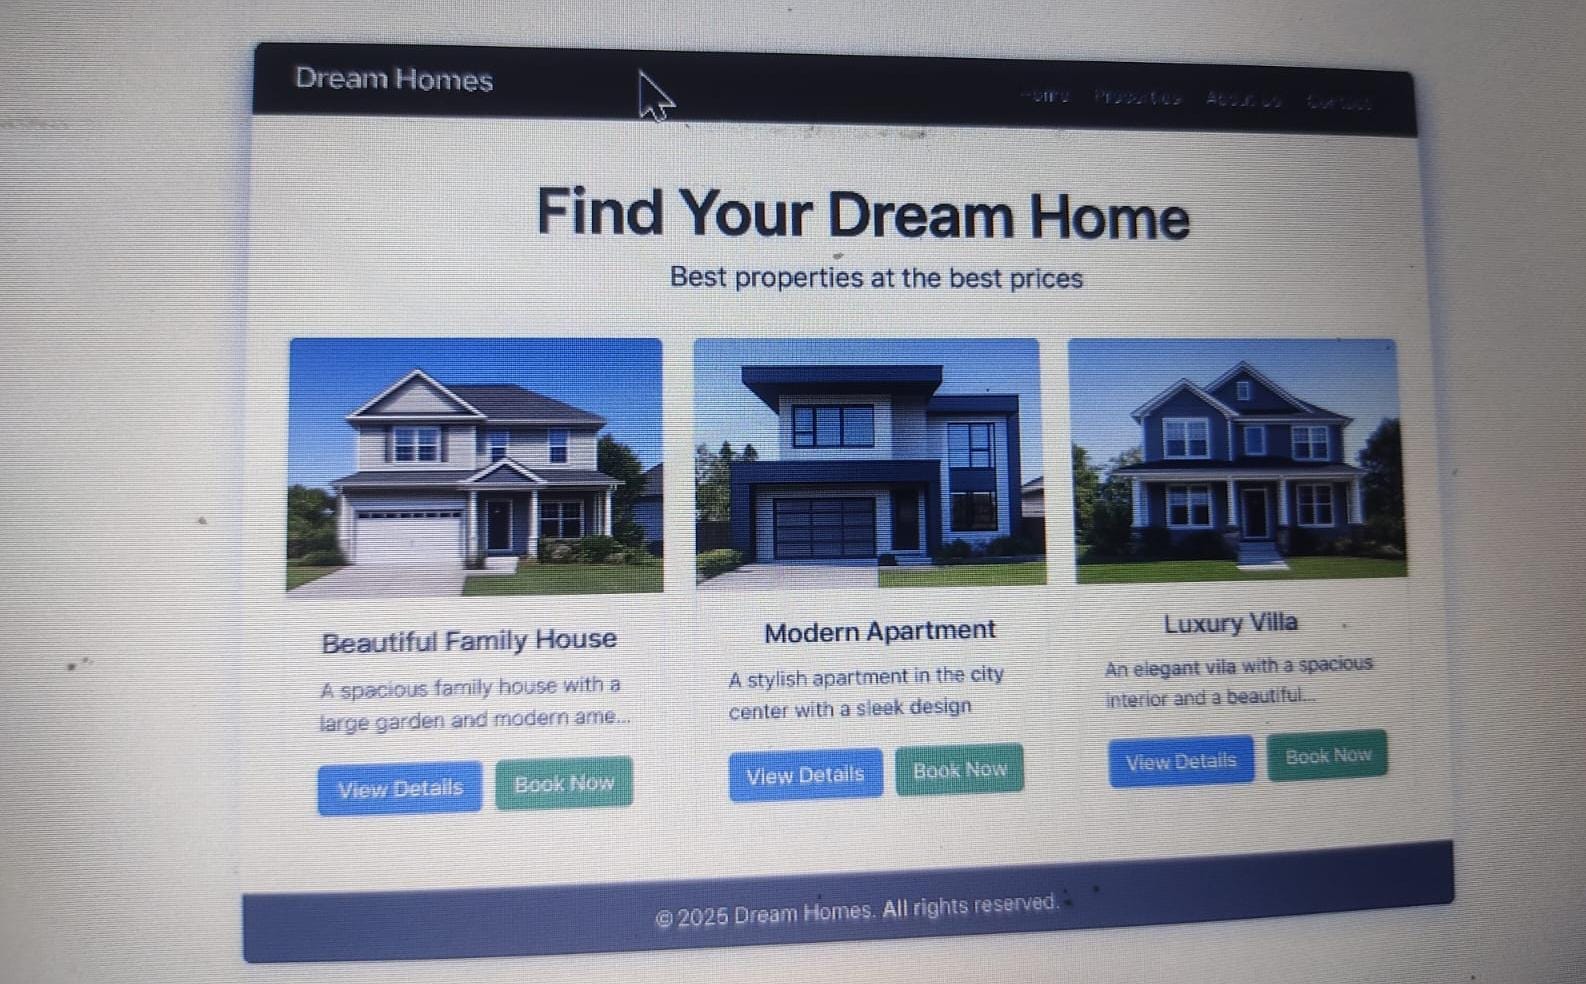 Dream Homes
Home Properties About Us Contact
Find Your Dream Home
Best properties at the best prices
Beautiful Family House
A spacious family house with a
large garden and modern ame...
View Details Book Now
Modern Apartment
A stylish apartment in the city
center with a sleek design
View Details Book Now
Luxury Villa
An elegant vila with a spacious
interior and a beautiful...
View Details Book Now
© 2025 Dream Homes. All rights reserved.